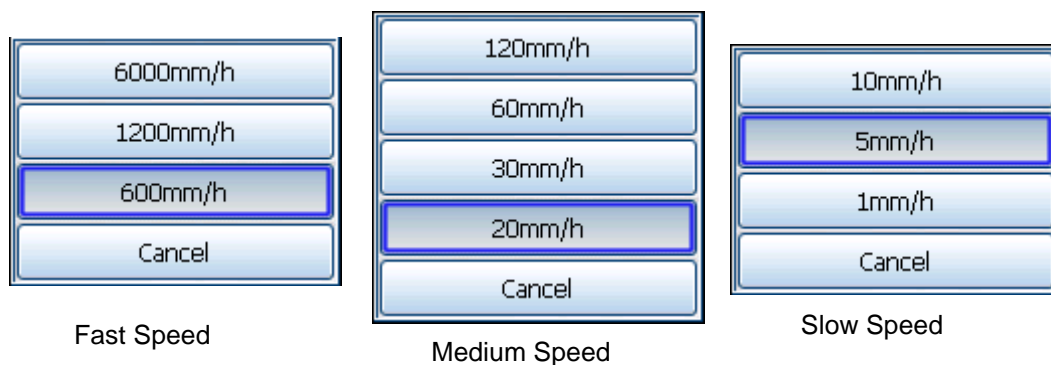 6000mm/h
1200mm/h
600mm/h
Cancel
Fast Speed
120mm/h
60mm/h
30mm/h
20mm/h
Cancel
Medium Speed
10mm/h
5mm/h
1mm/h
Cancel
Slow Speed